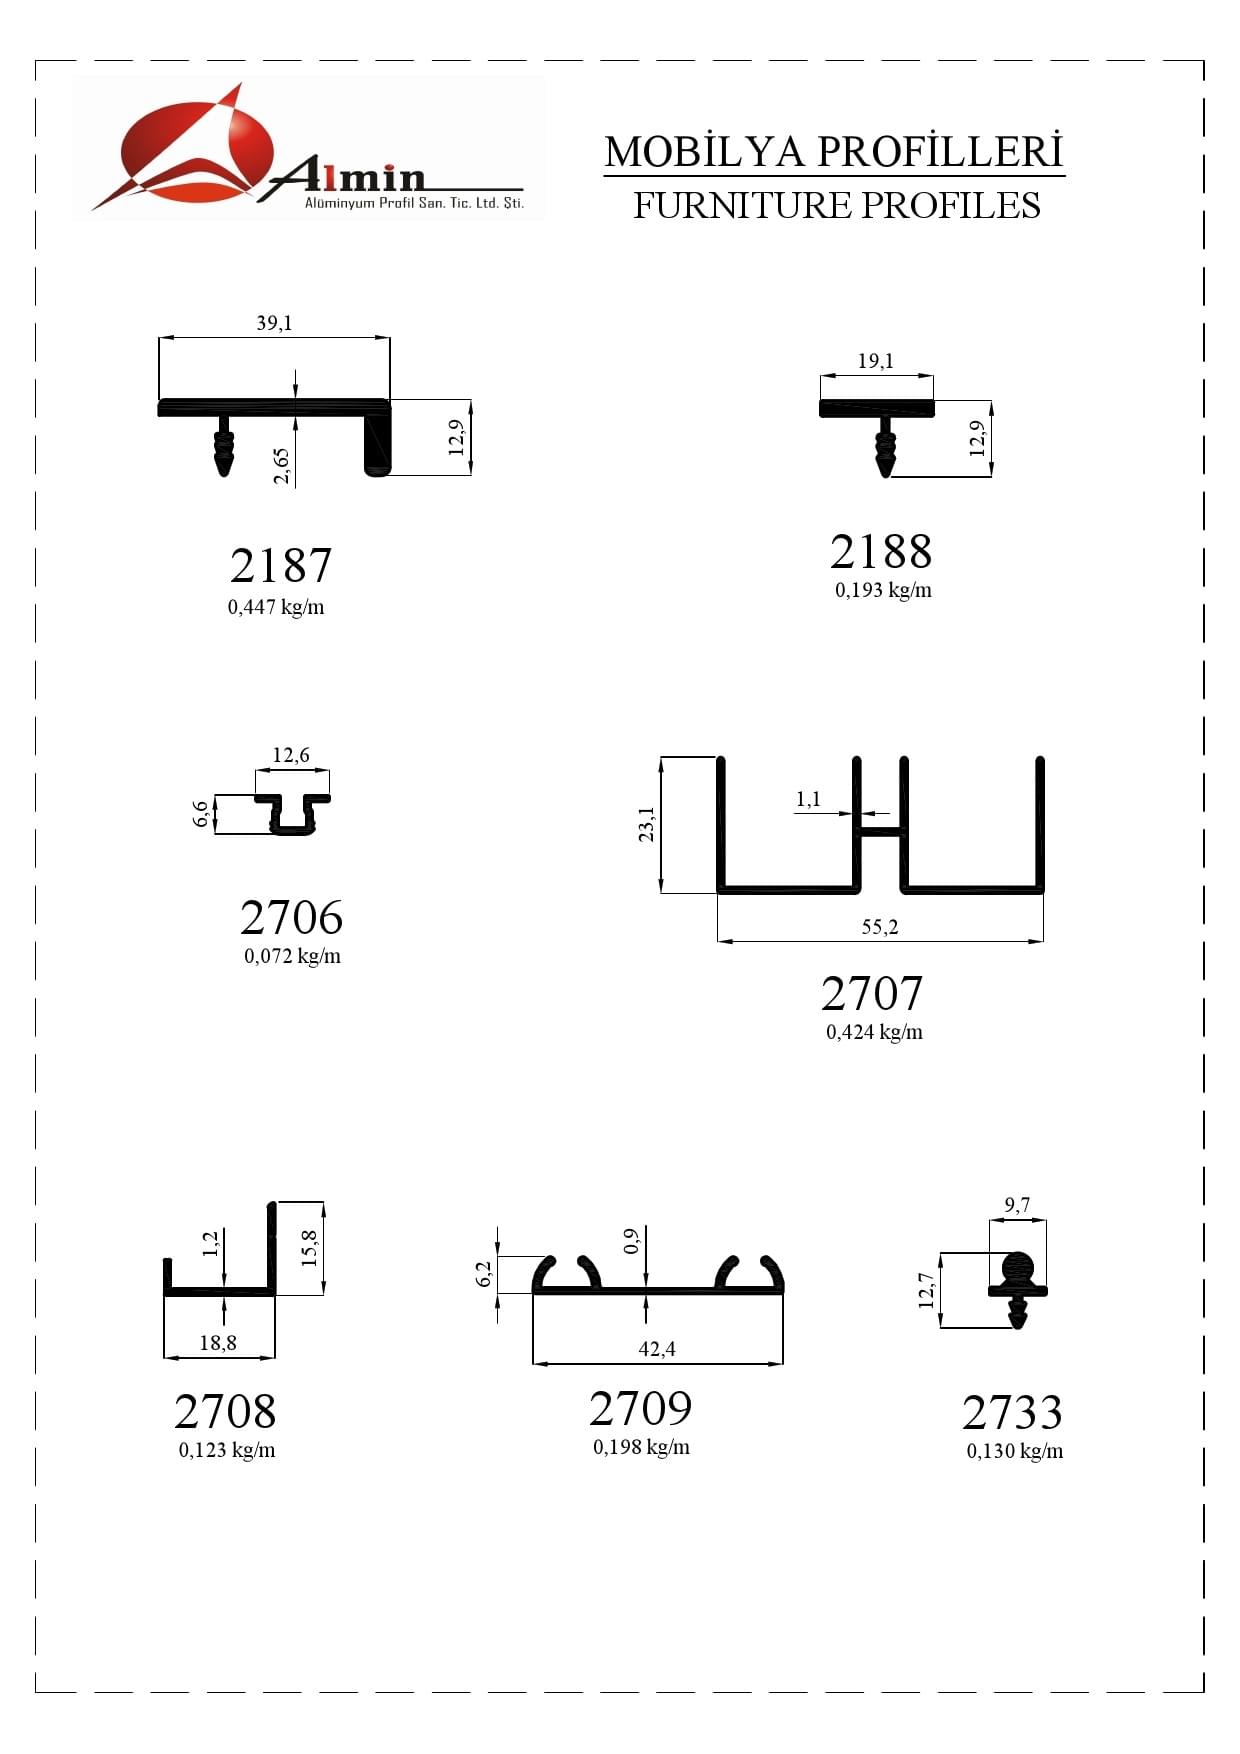 Almin
Alüminyum Profil San. Tic. Ltd. Şti.
MOBİLYA PROFİLLERİ
FURNITURE PROFILES
39,1
2,65
12,9
2187
0,447 kg/m
19,1
12,9
2188
0,193 kg/m
12,6
6,6
2706
0,072 kg/m
1,1
23,1
55,2
2707
0,424 kg/m
1,2
15,8
18,8
2708
0,123 kg/m
6,2
0,9
42,4
2709
0,198 kg/m
9,7
12,7
2733
0,130 kg/m